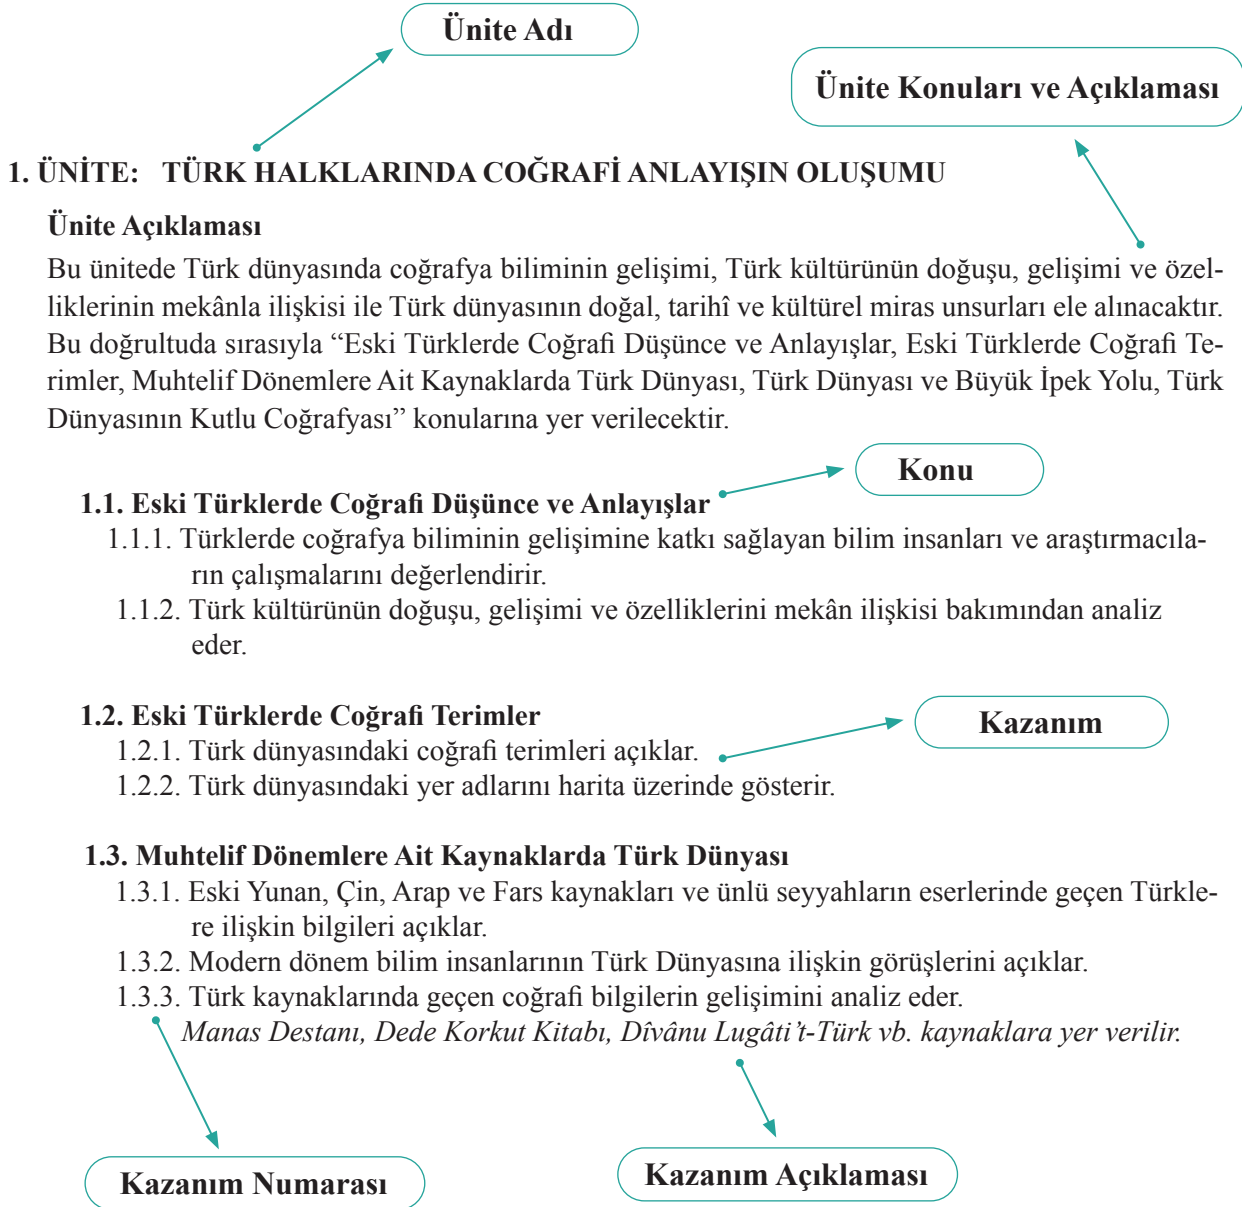 Ünite Adı
Ünite Konuları ve Açıklaması
1. ÜNİTE: TÜRK HALKLARINDA COĞRAFİ ANLAYIŞIN OLUŞUMU
Ünite Açıklaması
Bu ünitede Türk dünyasında coğrafya biliminin gelişimi, Türk kültürünün doğuşu, gelişimi ve özel-
liklerinin mekânla ilişkisi ile Türk dünyasının doğal, tarihî ve kültürel miras unsurları ele alınacaktır.
Bu doğrultuda sırasıyla “Eski Türklerde Coğrafi Düşünce ve Anlayışlar, Eski Türklerde Coğrafi Te-
rimler, Muhtelif Dönemlere Ait Kaynaklarda Türk Dünyası, Türk Dünyası ve Büyük İpek Yolu, Türk
Dünyasının Kutlu Coğrafyası” konularına yer verilecektir.
Konu
1.1. Eski Türklerde Coğrafi Düşünce ve Anlayışlar
1.1.1. Türklerde coğrafya biliminin gelişimine katkı sağlayan bilim insanları ve araştırmacıla-
rın çalışmalarını değerlendirir.
1.1.2. Türk kültürünün doğuşu, gelişimi ve özelliklerini mekân ilişkisi bakımından analiz
eder.
1.2. Eski Türklerde Coğrafi Terimler
Kazanım
1.2.1. Türk dünyasındaki coğrafi terimleri açıklar.
1.2.2. Türk dünyasındaki yer adlarını harita üzerinde gösterir.
1.3. Muhtelif Dönemlere Ait Kaynaklarda Türk Dünyası
1.3.1. Eski Yunan, Çin, Arap ve Fars kaynakları ve ünlü seyyahların eserlerinde geçen Türkle-
re ilişkin bilgileri açıklar.
1.3.2. Modern dönem bilim insanlarının Türk Dünyasına ilişkin görüşlerini açıklar.
1.3.3. Türk kaynaklarında geçen coğrafi bilgilerin gelişimini analiz eder.
Manas Destanı, Dede Korkut Kitabı, Dîvânu Lugâti’t-Türk vb. kaynaklara yer verilir.
Kazanım Numarası
Kazanım Açıklaması